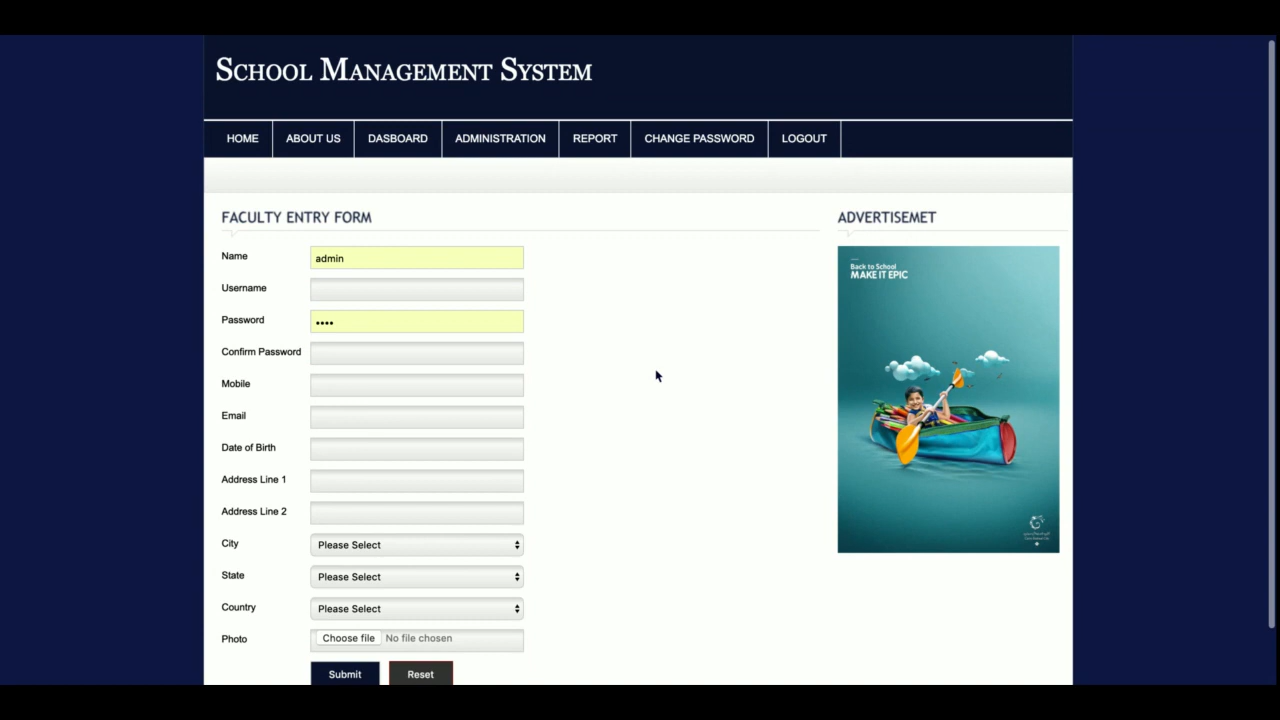 School Management System
HOME
ABOUT US
DASBOARD
ADMINISTRATION
REPORT
CHANGE PASSWORD
LOGOUT
FACULTY ENTRY FORM
Name
admin
Username
Password
••••
Confirm Password
Mobile
Email
Date of Birth
Address Line 1
Address Line 2
City
Please Select
State
Please Select
Country
Please Select
Photo
Choose file No file chosen
Submit
Reset
ADVERTISEMET
Back to School
MAKE IT EPIC